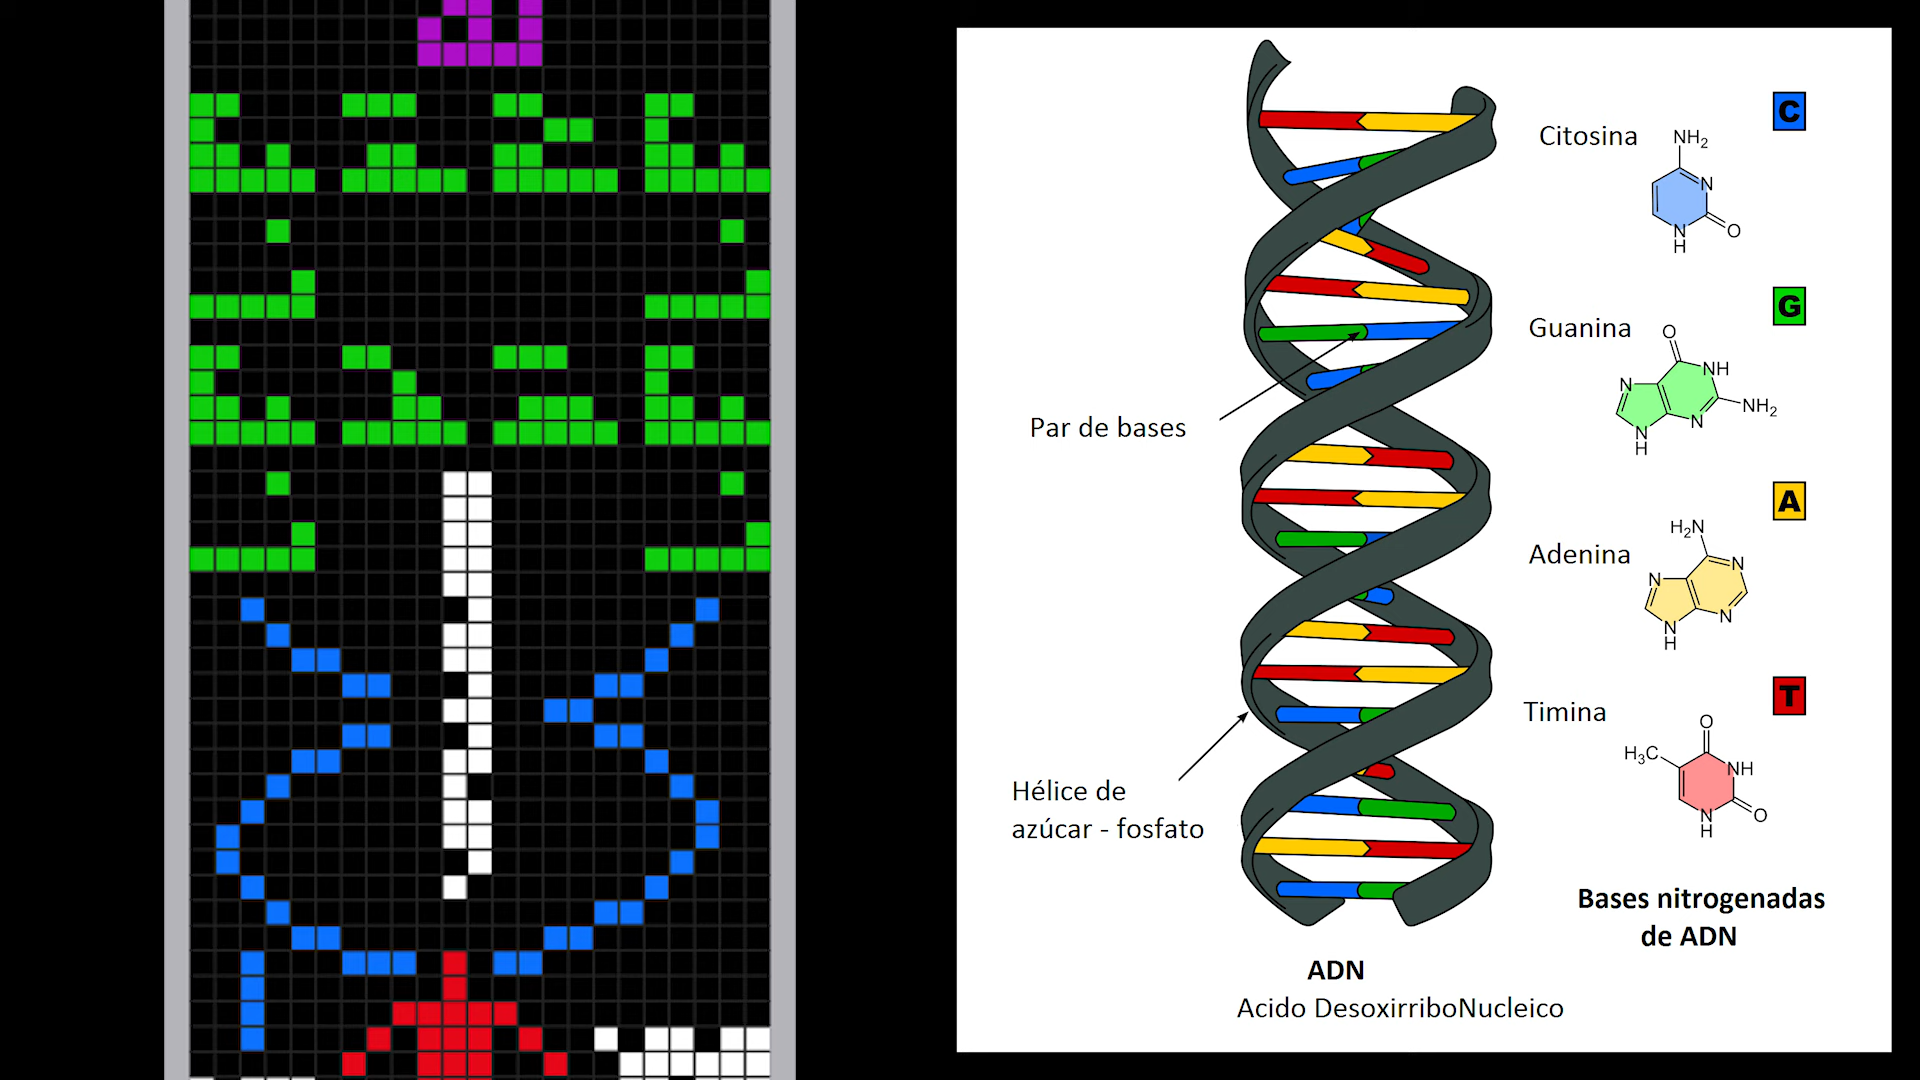 C
Citosina
NH2
N
N
H
O
G
Guanina
O
NH
N
N
NH2
N
H
A
H2N
Adenina
N
N
N
N
H
T
Timina
O
H3C
NH
N
H
O
Par de bases
Hélice de
azúcar - fosfato
Bases nitrogenadas
de ADN
ADN
Acido DesoxirriboNucleico